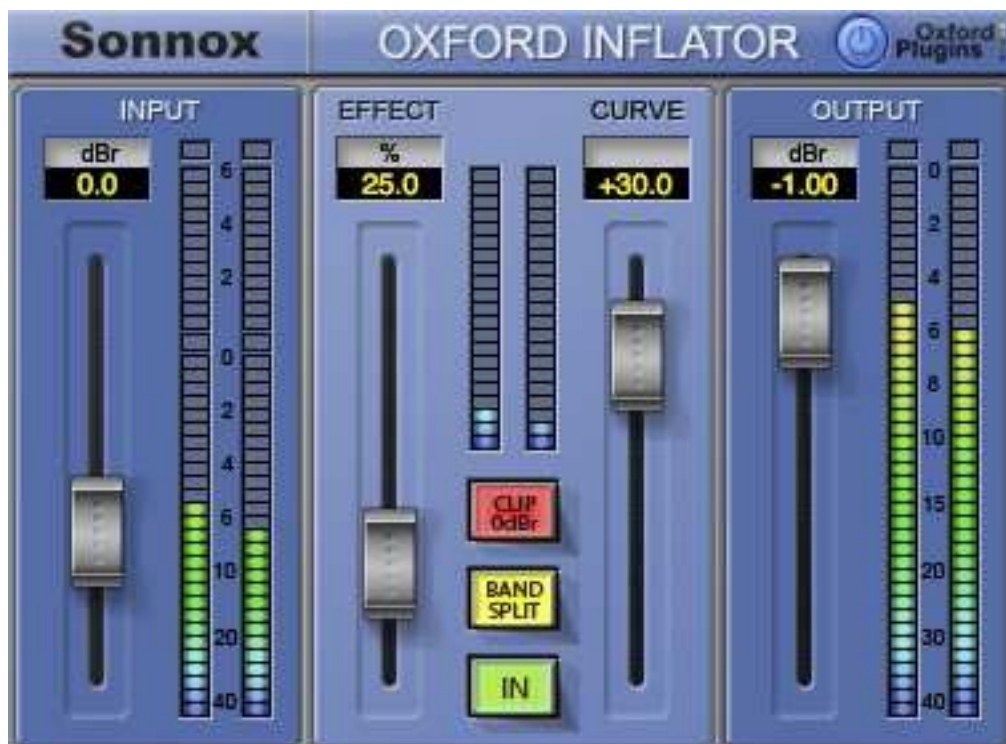 Sonnox
OXFORD INFLATOR
Oxford
Plugins
INPUT
dBr
0.0
6
4
2
0
2
4
6
10
20
40
EFFECT
%
25.0
CURVE
+30.0
CLIP
0dBr
BAND
SPLIT
IN
OUTPUT
dBr
-1.00
0
2
4
6
8
10
15
20
30
40